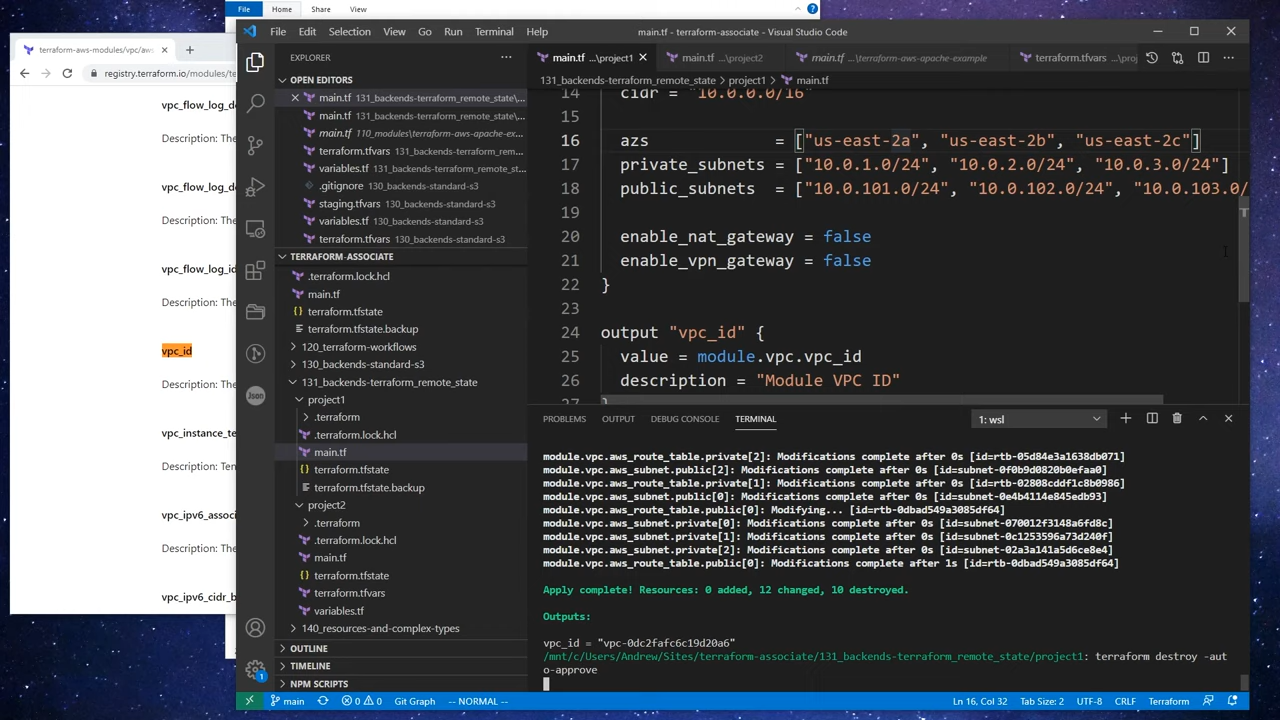 File Home Share View
terraform-aws-modules/vpc/aws
registry.terraform.io/modules/te
vpc_flow_log_de
Description: The
vpc_flow_log_de
Description: The
vpc_flow_log_id
Description: The
vpc_id
Description: The
vpc_instance_te
Description: Ten
vpc_ipv6_associ
Description: The
vpc_ipv6_cidr_b
File Edit Selection View Go Run Terminal Help
main.tf - terraform-associate - Visual Studio Code
EXPLORER
OPEN EDITORS
main.tf 131_backends-terraform_remote_state\...
main.tf 131_backends-terraform_remote_state\...
main.tf 110_modules\terraform-aws-apache-ex...
terraform.tfvars 131_backends-terraform_remote_s...
variables.tf 131_backends-terraform_remote_st...
.gitignore 130_backends-standard-s3
staging.tfvars 130_backends-standard-s3
variables.tf 130_backends-standard-s3
terraform.tfvars 130_backends-standard-s3
TERRAFORM-ASSOCIATE
.terraform.lock.hcl
main.tf
terraform.tfstate
terraform.tfstate.backup
120_terraform-workflows
130_backends-standard-s3
131_backends-terraform_remote_state
project1
.terraform
.terraform.lock.hcl
main.tf
terraform.tfstate
terraform.tfstate.backup
project2
.terraform
.terraform.lock.hcl
main.tf
terraform.tfstate
terraform.tfvars
variables.tf
140_resources-and-complex-types
OUTLINE
TIMELINE
NPM SCRIPTS
Json
1
main.tf ...\project1 main.tf ...\project2 main.tf ...\terraform-aws-apache-example terraform.tfvars ...\proj
131_backends-terraform_remote_state > project1 > main.tf
14 cidr = "10.0.0.0/16"
15
16 azs = ["us-east-2a", "us-east-2b", "us-east-2c"]
17 private_subnets = ["10.0.1.0/24", "10.0.2.0/24", "10.0.3.0/24"]
18 public_subnets = ["10.0.101.0/24", "10.0.102.0/24", "10.0.103.0/
19
20 enable_nat_gateway = false
21 enable_vpn_gateway = false
22 }
23
24 output "vpc_id" {
25 value = module.vpc.vpc_id
26 description = "Module VPC ID"
27 }
PROBLEMS OUTPUT DEBUG CONSOLE TERMINAL 1: wsl
module.vpc.aws_route_table.private[2]: Modifications complete after 0s [id=rtb-05d84e3a1638db071]
module.vpc.aws_subnet.public[2]: Modifications complete after 0s [id=subnet-0f0b9d0820b0efaa0]
module.vpc.aws_route_table.private[1]: Modifications complete after 0s [id=rtb-02808cddf1c8b0986]
module.vpc.aws_subnet.public[0]: Modifications complete after 0s [id=subnet-0e4b4114e845edb93]
module.vpc.aws_route_table.public[0]: Modifying... [id=rtb-0dbad549a3085df64]
module.vpc.aws_subnet.private[0]: Modifications complete after 0s [id=subnet-070012f3148a6fd8c]
module.vpc.aws_subnet.private[1]: Modifications complete after 0s [id=subnet-0c1253596a73d240f]
module.vpc.aws_subnet.private[2]: Modifications complete after 0s [id=subnet-02a3a141a5d6ce8e4]
module.vpc.aws_route_table.public[0]: Modifications complete after 1s [id=rtb-0dbad549a3085df64]
Apply complete! Resources: 0 added, 12 changed, 10 destroyed.
Outputs:
vpc_id = "vpc-0dc2fafc6c19d20a6"
/mnt/c/Users/Andrew/Sites/terraform-associate/131_backends-terraform_remote_state/project1: terraform destroy -aut
o-approve
main 0 0 Git Graph -- NORMAL -- Ln 16, Col 32 Tab Size: 2 UTF-8 CRLF Terraform